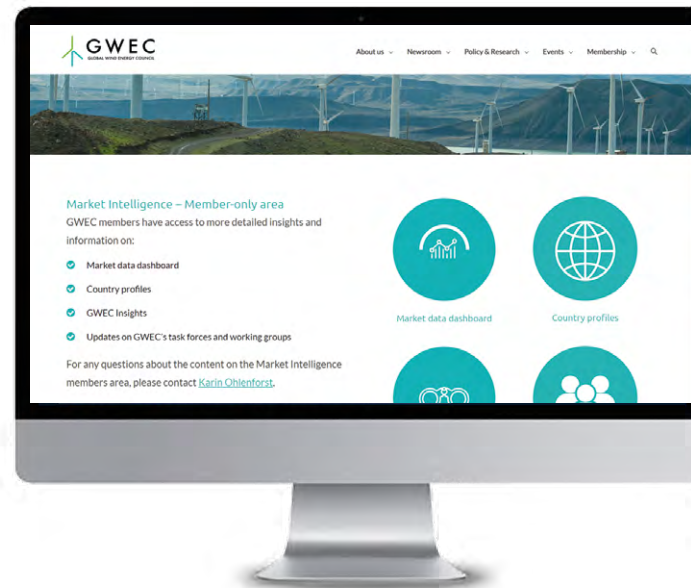 GWEC
GLOBAL WIND ENERGY COUNCIL
About us
Newsroom
Policy & Research
Events
Membership
Market Intelligence – Member-only area
GWEC members have access to more detailed insights and
information on:
Market data dashboard
Country profiles
GWEC Insights
Updates on GWEC's task forces and working groups
For any questions about the content on the Market Intelligence
members area, please contact Karin Ohlenforst.
Market data dashboard
Country profiles